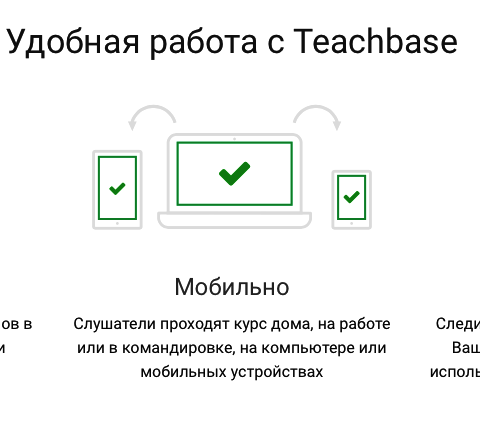 Удобная работа с Teachbase
Мобильно
ов в
Слушатели проходят курс дома, на работе
или в командировке, на компьютере или
мобильных устройствах
Следи
Ваш
исполь